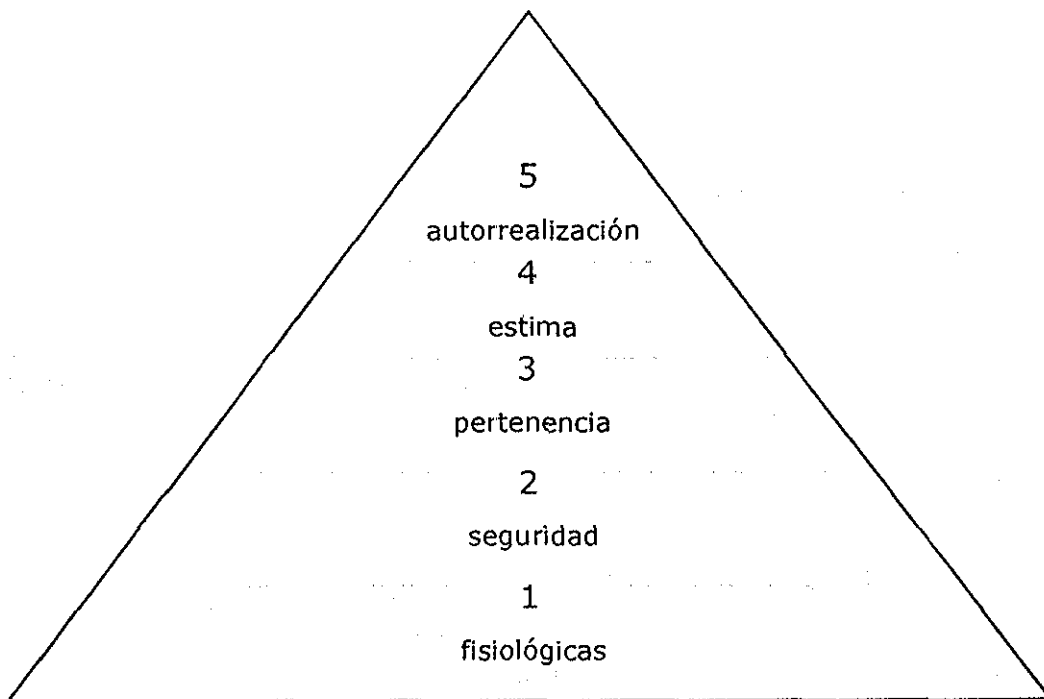 5
autorrealización
4
estima
3
pertenencia
2
seguridad
1
fisiológicas